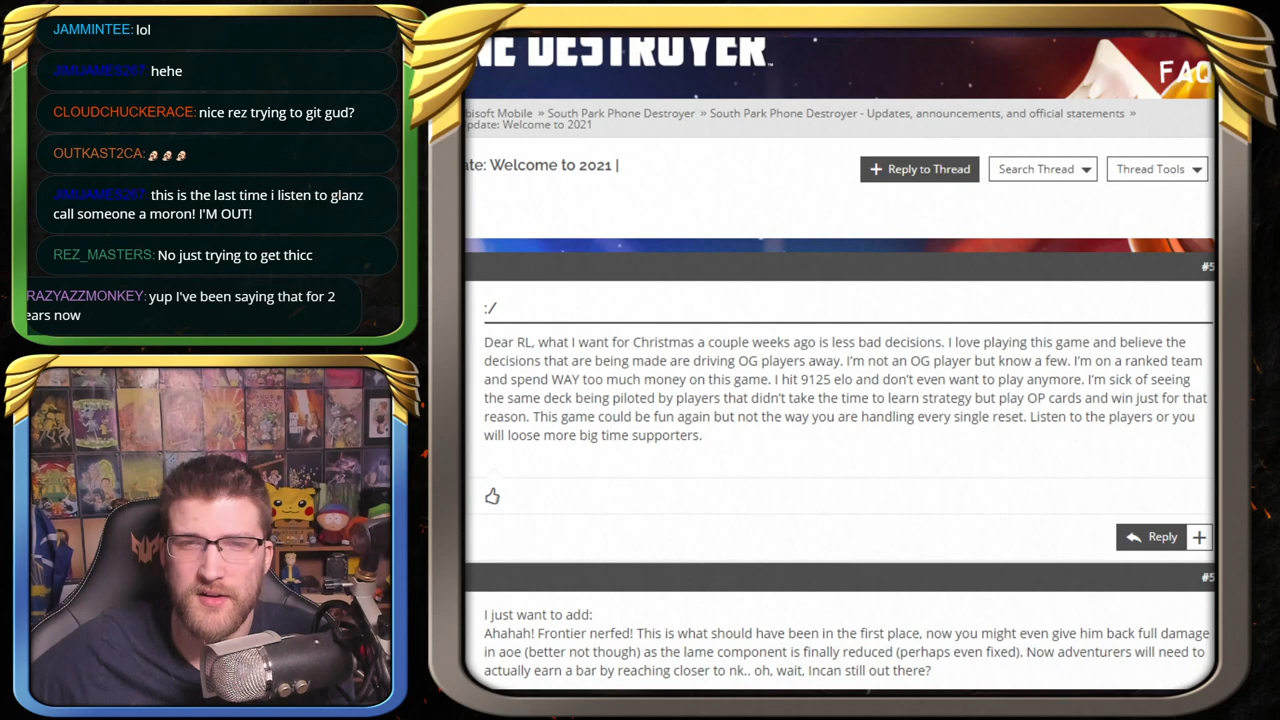 JAMMINTEE: lol
hehe
CLOUDCHUCKERACE: nice rez trying to git gud?
OUTKAST2CA:
this is the last time i listen to glanz
call someone a moron! I'M OUT!
REZ_MASTERS: No just trying to get thicc
RAZYAZZMONKEY: yup I've been saying that for 2
ears now
NE DESTROYER™
FAQ
bisoft Mobile » South Park Phone Destroyer » South Park Phone Destroyer - Updates, announcements, and official statements »
pdate: Welcome to 2021
ate: Welcome to 2021 |
+ Reply to Thread
Search Thread
Thread Tools
#5
:/
Dear RL, what I want for Christmas a couple weeks ago is less bad decisions. I love playing this game and believe the
decisions that are being made are driving OG players away. I'm not an OG player but know a few. I'm on a ranked team
and spend WAY too much money on this game. I hit 9125 elo and don't even want to play anymore. I'm sick of seeing
the same deck being piloted by players that didn't take the time to learn strategy but play OP cards and win just for that
reason. This game could be fun again but not the way you are handling every single reset. Listen to the players or you
will loose more big time supporters.
Reply +
#5
I just want to add:
Ahahah! Frontier nerfed! This is what should have been in the first place, now you might even give him back full damage
in aoe (better not though) as the lame component is finally reduced (perhaps even fixed). Now adventurers will need to
actually earn a bar by reaching closer to nk.. oh, wait, Incan still out there?